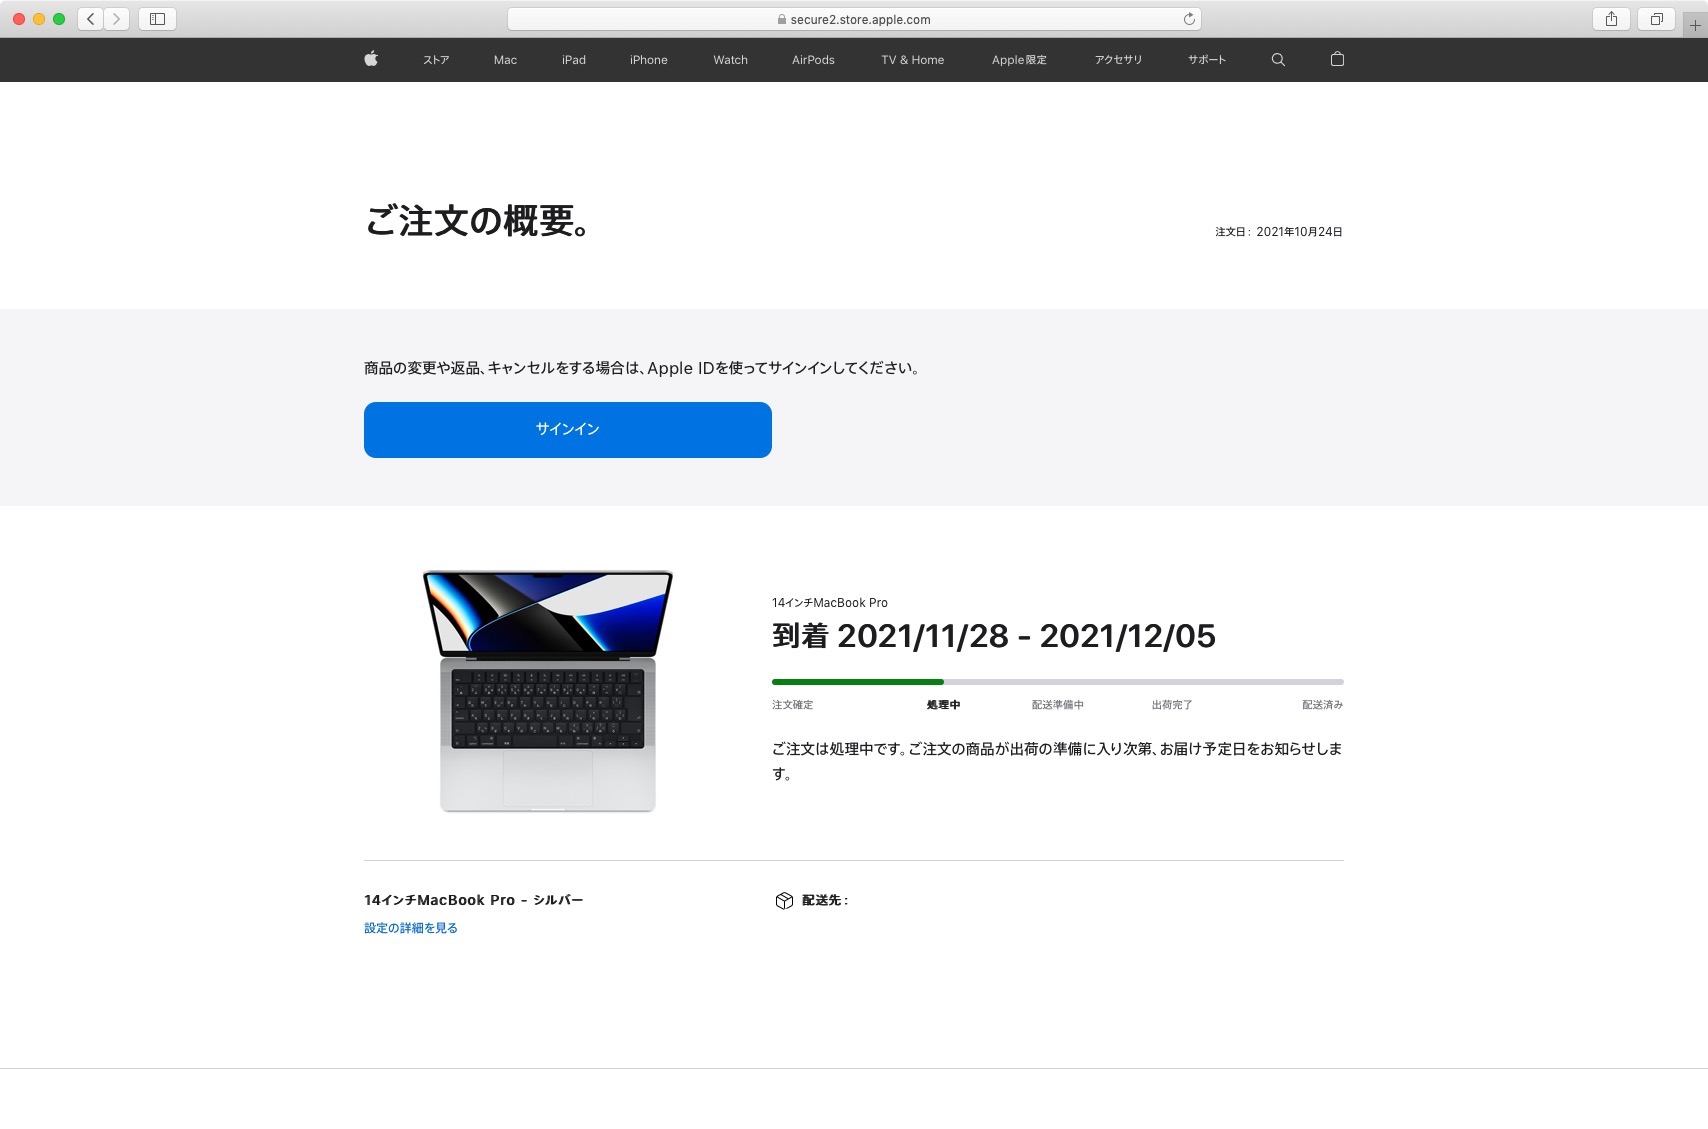 secure2.store.apple.com
ストア Mac iPad iPhone Watch AirPods TV & Home Apple限定 アクセサリ サポート
ご注文の概要。
注文日： 2021年10月24日
商品の変更や返品、キャンセルをする場合は、Apple IDを使ってサインインしてください。
サインイン
14インチMacBook Pro
到着 2021/11/28 – 2021/12/05
注文確定 処理中 配送準備中 出荷完了 配送済み
ご注文は処理中です。ご注文の商品が出荷の準備に入り次第、お届け予定日をお知らせしま
す。
14インチMacBook Pro - シルバー
配送先：
設定の詳細を見る